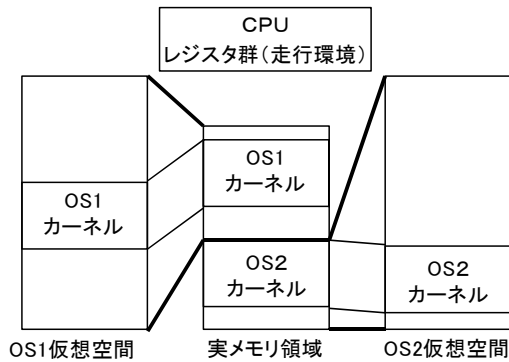 CPU
レジスタ群(走行環境)
OS1
カーネル
OS1
カーネル
OS2
カーネル
OS2
カーネル
OS1仮想空間
実メモリ領域
OS2仮想空間